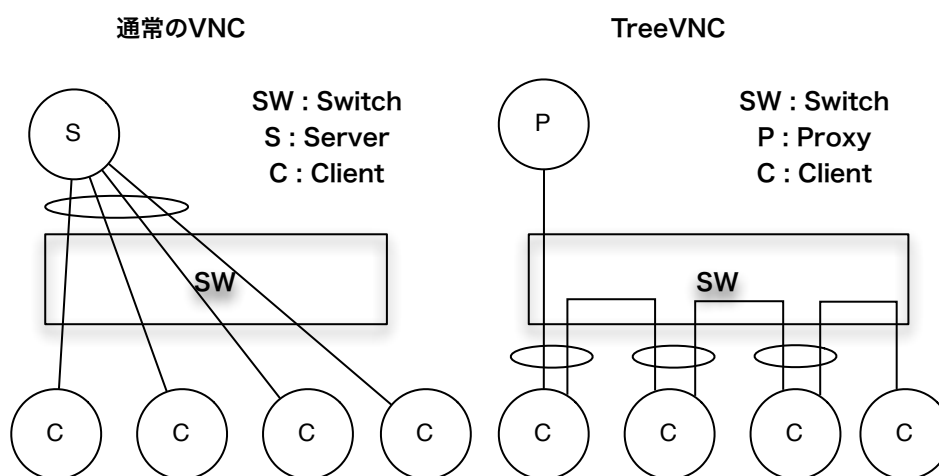 通常のVNC
SW : Switch
S : Server
C : Client
S
SW
C
C
C
C
TreeVNC
SW : Switch
P : Proxy
C : Client
P
SW
C
C
C
C